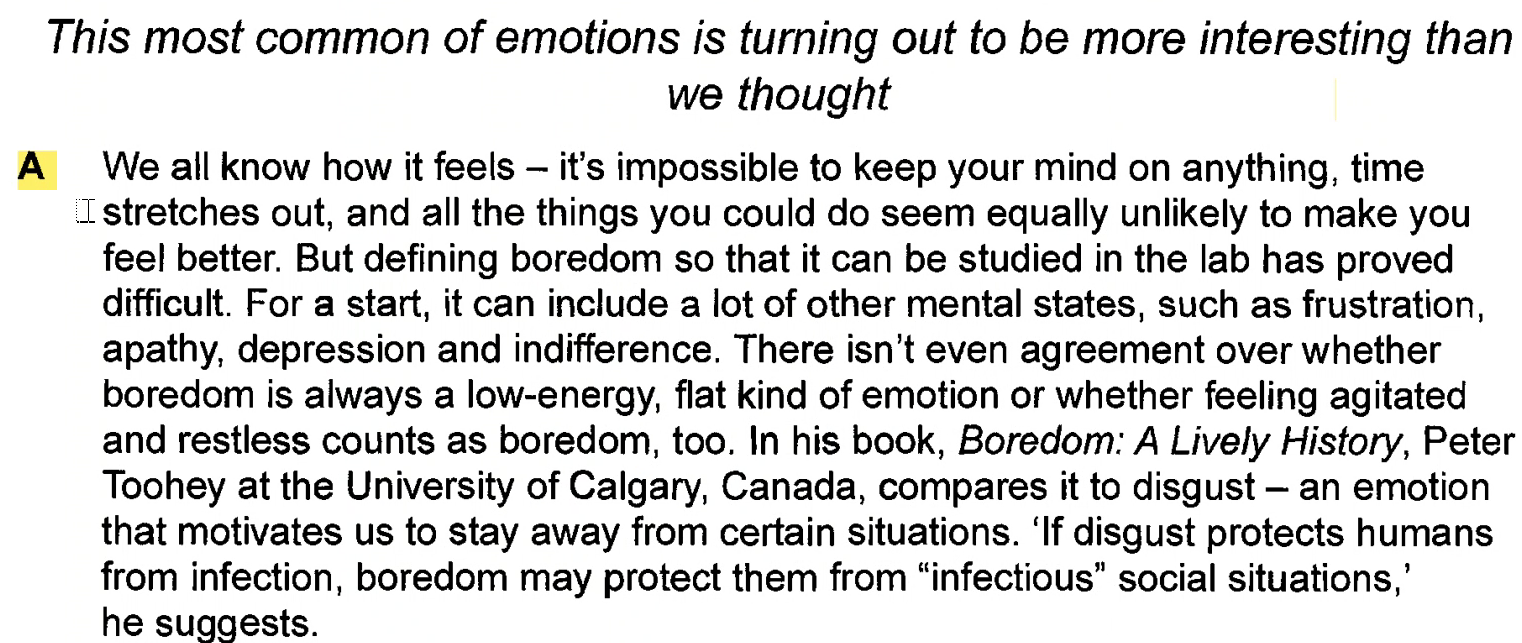 This most common of emotions is turning out to be more interesting than
we thought
A We all know how it feels – it's impossible to keep your mind on anything, time
stretches out, and all the things you could do seem equally unlikely to make you
feel better. But defining boredom so that it can be studied in the lab has proved
difficult. For a start, it can include a lot of other mental states, such as frustration,
apathy, depression and indifference. There isn't even agreement over whether
boredom is always a low-energy, flat kind of emotion or whether feeling agitated
and restless counts as boredom, too. In his book, Boredom: A Lively History, Peter
Toohey at the University of Calgary, Canada, compares it to disgust – an emotion
that motivates us to stay away from certain situations. ‘If disgust protects humans
from infection, boredom may protect them from “infectious” social situations,’
he suggests.